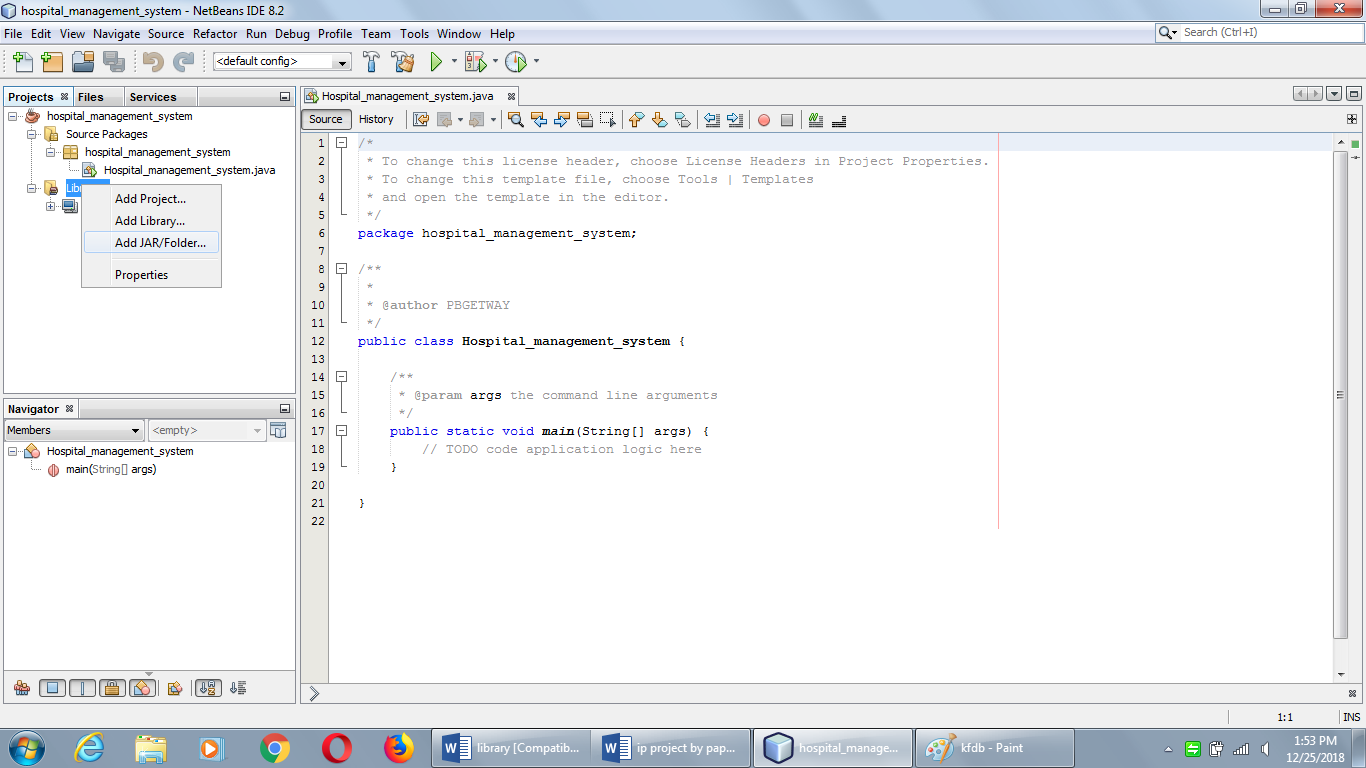 hospital_management_system - NetBeans IDE 8.2
File Edit View Navigate Source Refactor Run Debug Profile Team Tools Window Help
Search (Ctrl+I)
<default config>
Projects Files Services
hospital_management_system
Source Packages
hospital_management_system
Hospital_management_system.java
Add Project...
Add Library...
Add JAR/Folder...
Properties
Navigator
Members <empty>
Hospital_management_system
main(String[] args)
Hospital_management_system.java
Source History
1 /*
2 * To change this license header, choose License Headers in Project Properties.
3 * To change this template file, choose Tools | Templates
4 * and open the template in the editor.
5 */
6 package hospital_management_system;
7
8 /**
9 *
10 * @author PBGETWAY
11 */
12 public class Hospital_management_system {
13
14 /**
15 * @param args the command line arguments
16 */
17 public static void main(String[] args) {
18 // TODO code application logic here
19 }
20
21 }
22
1:1 INS
library [Compatib... ip project by pap... hospital_manage... kfdb - Paint
1:53 PM
12/25/2018